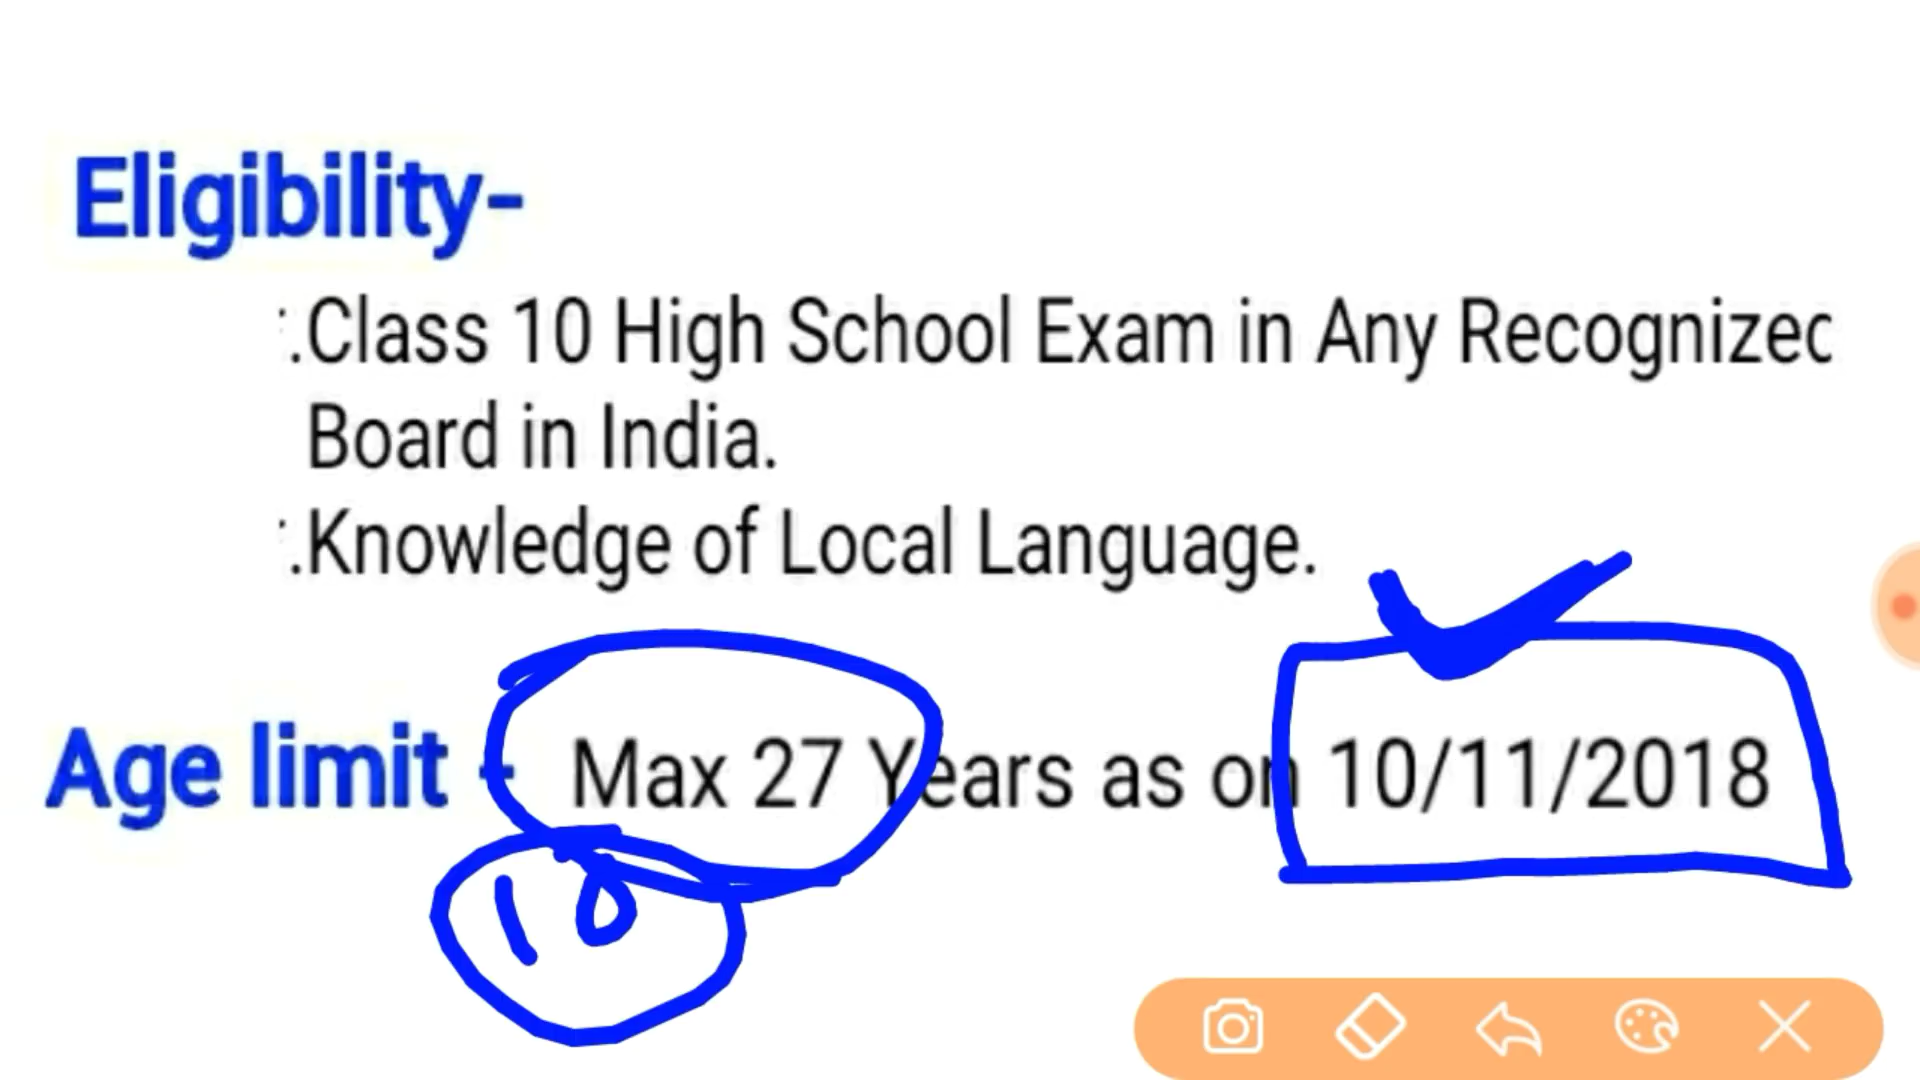 Eligibility-
:.Class 10 High School Exam in Any Recognized
Board in India.
:.Knowledge of Local Language.
Age limit - Max 27 Years as on 10/11/2018
18